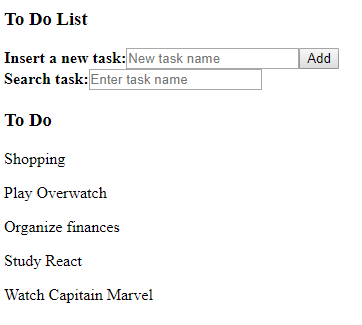 To Do List
Insert a new task: New task name Add
Search task: Enter task name
To Do
Shopping
Play Overwatch
Organize finances
Study React
Watch Capitain Marvel